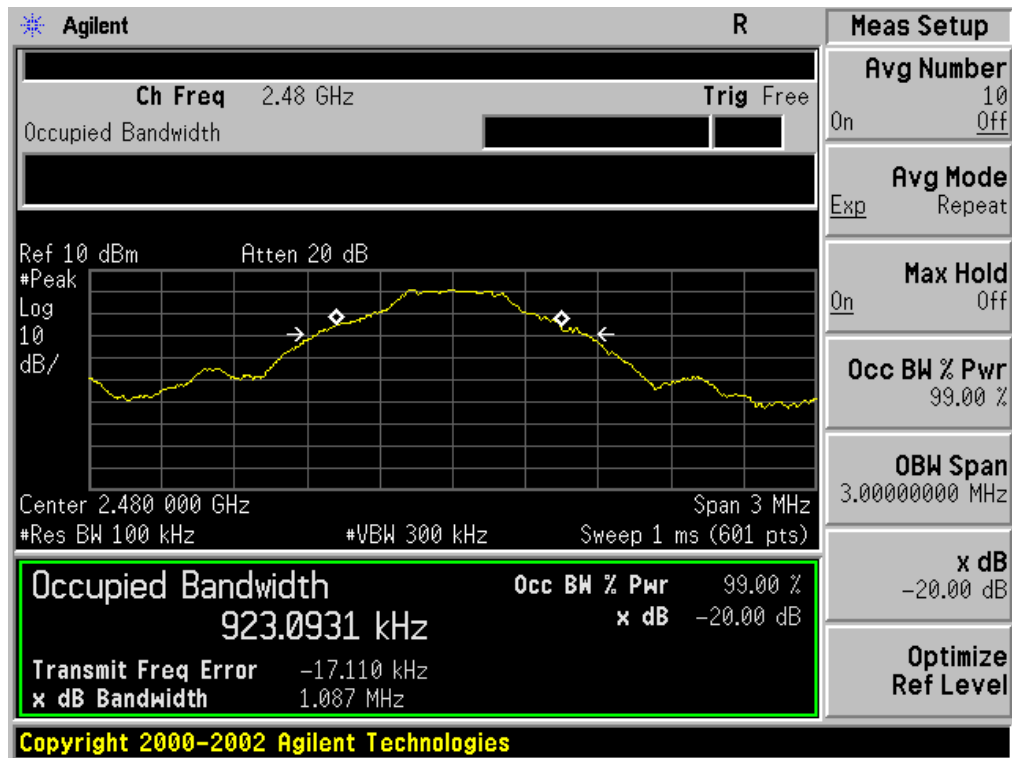 Agilent R Meas Setup
Ch Freq 2.48 GHz Trig Free
Occupied Bandwidth
Avg Number
10
On Off
Avg Mode
Exp Repeat
Max Hold
On Off
Occ BW % Pwr
99.00 %
OBW Span
3.00000000 MHz
x dB
-20.00 dB
Optimize
Ref Level
Ref 10 dBm Atten 20 dB
#Peak
Log
10
dB/
Center 2.480 000 GHz Span 3 MHz
#Res BW 100 kHz #VBW 300 kHz Sweep 1 ms (601 pts)
Occupied Bandwidth Occ BW % Pwr 99.00 %
923.0931 kHz x dB -20.00 dB
Transmit Freq Error -17.110 kHz
x dB Bandwidth 1.087 MHz
Copyright 2000-2002 Agilent Technologies